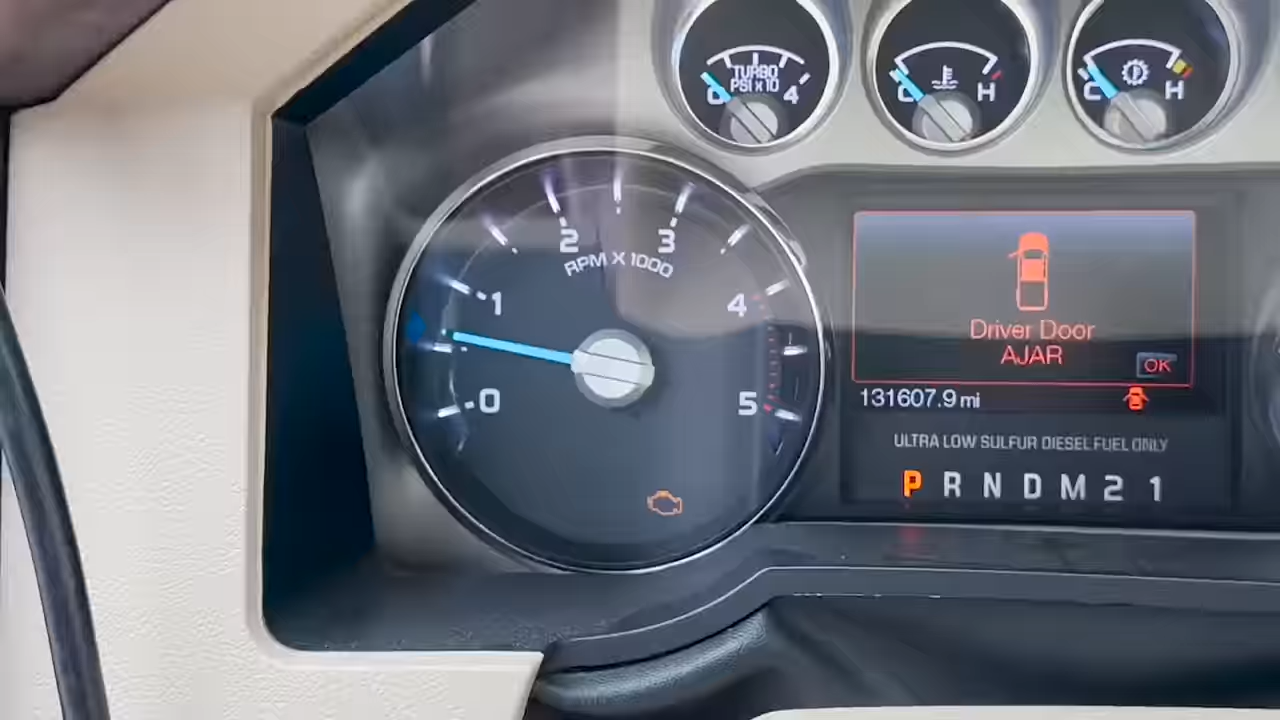 TURBO
PSI x 10
0 4
C H
C H
2 3
RPM X 1000
1 4
0 5
Driver Door
AJAR
OK
131607.9 mi
ULTRA LOW SULFUR DIESEL FUEL ONLY
P R N D M 2 1